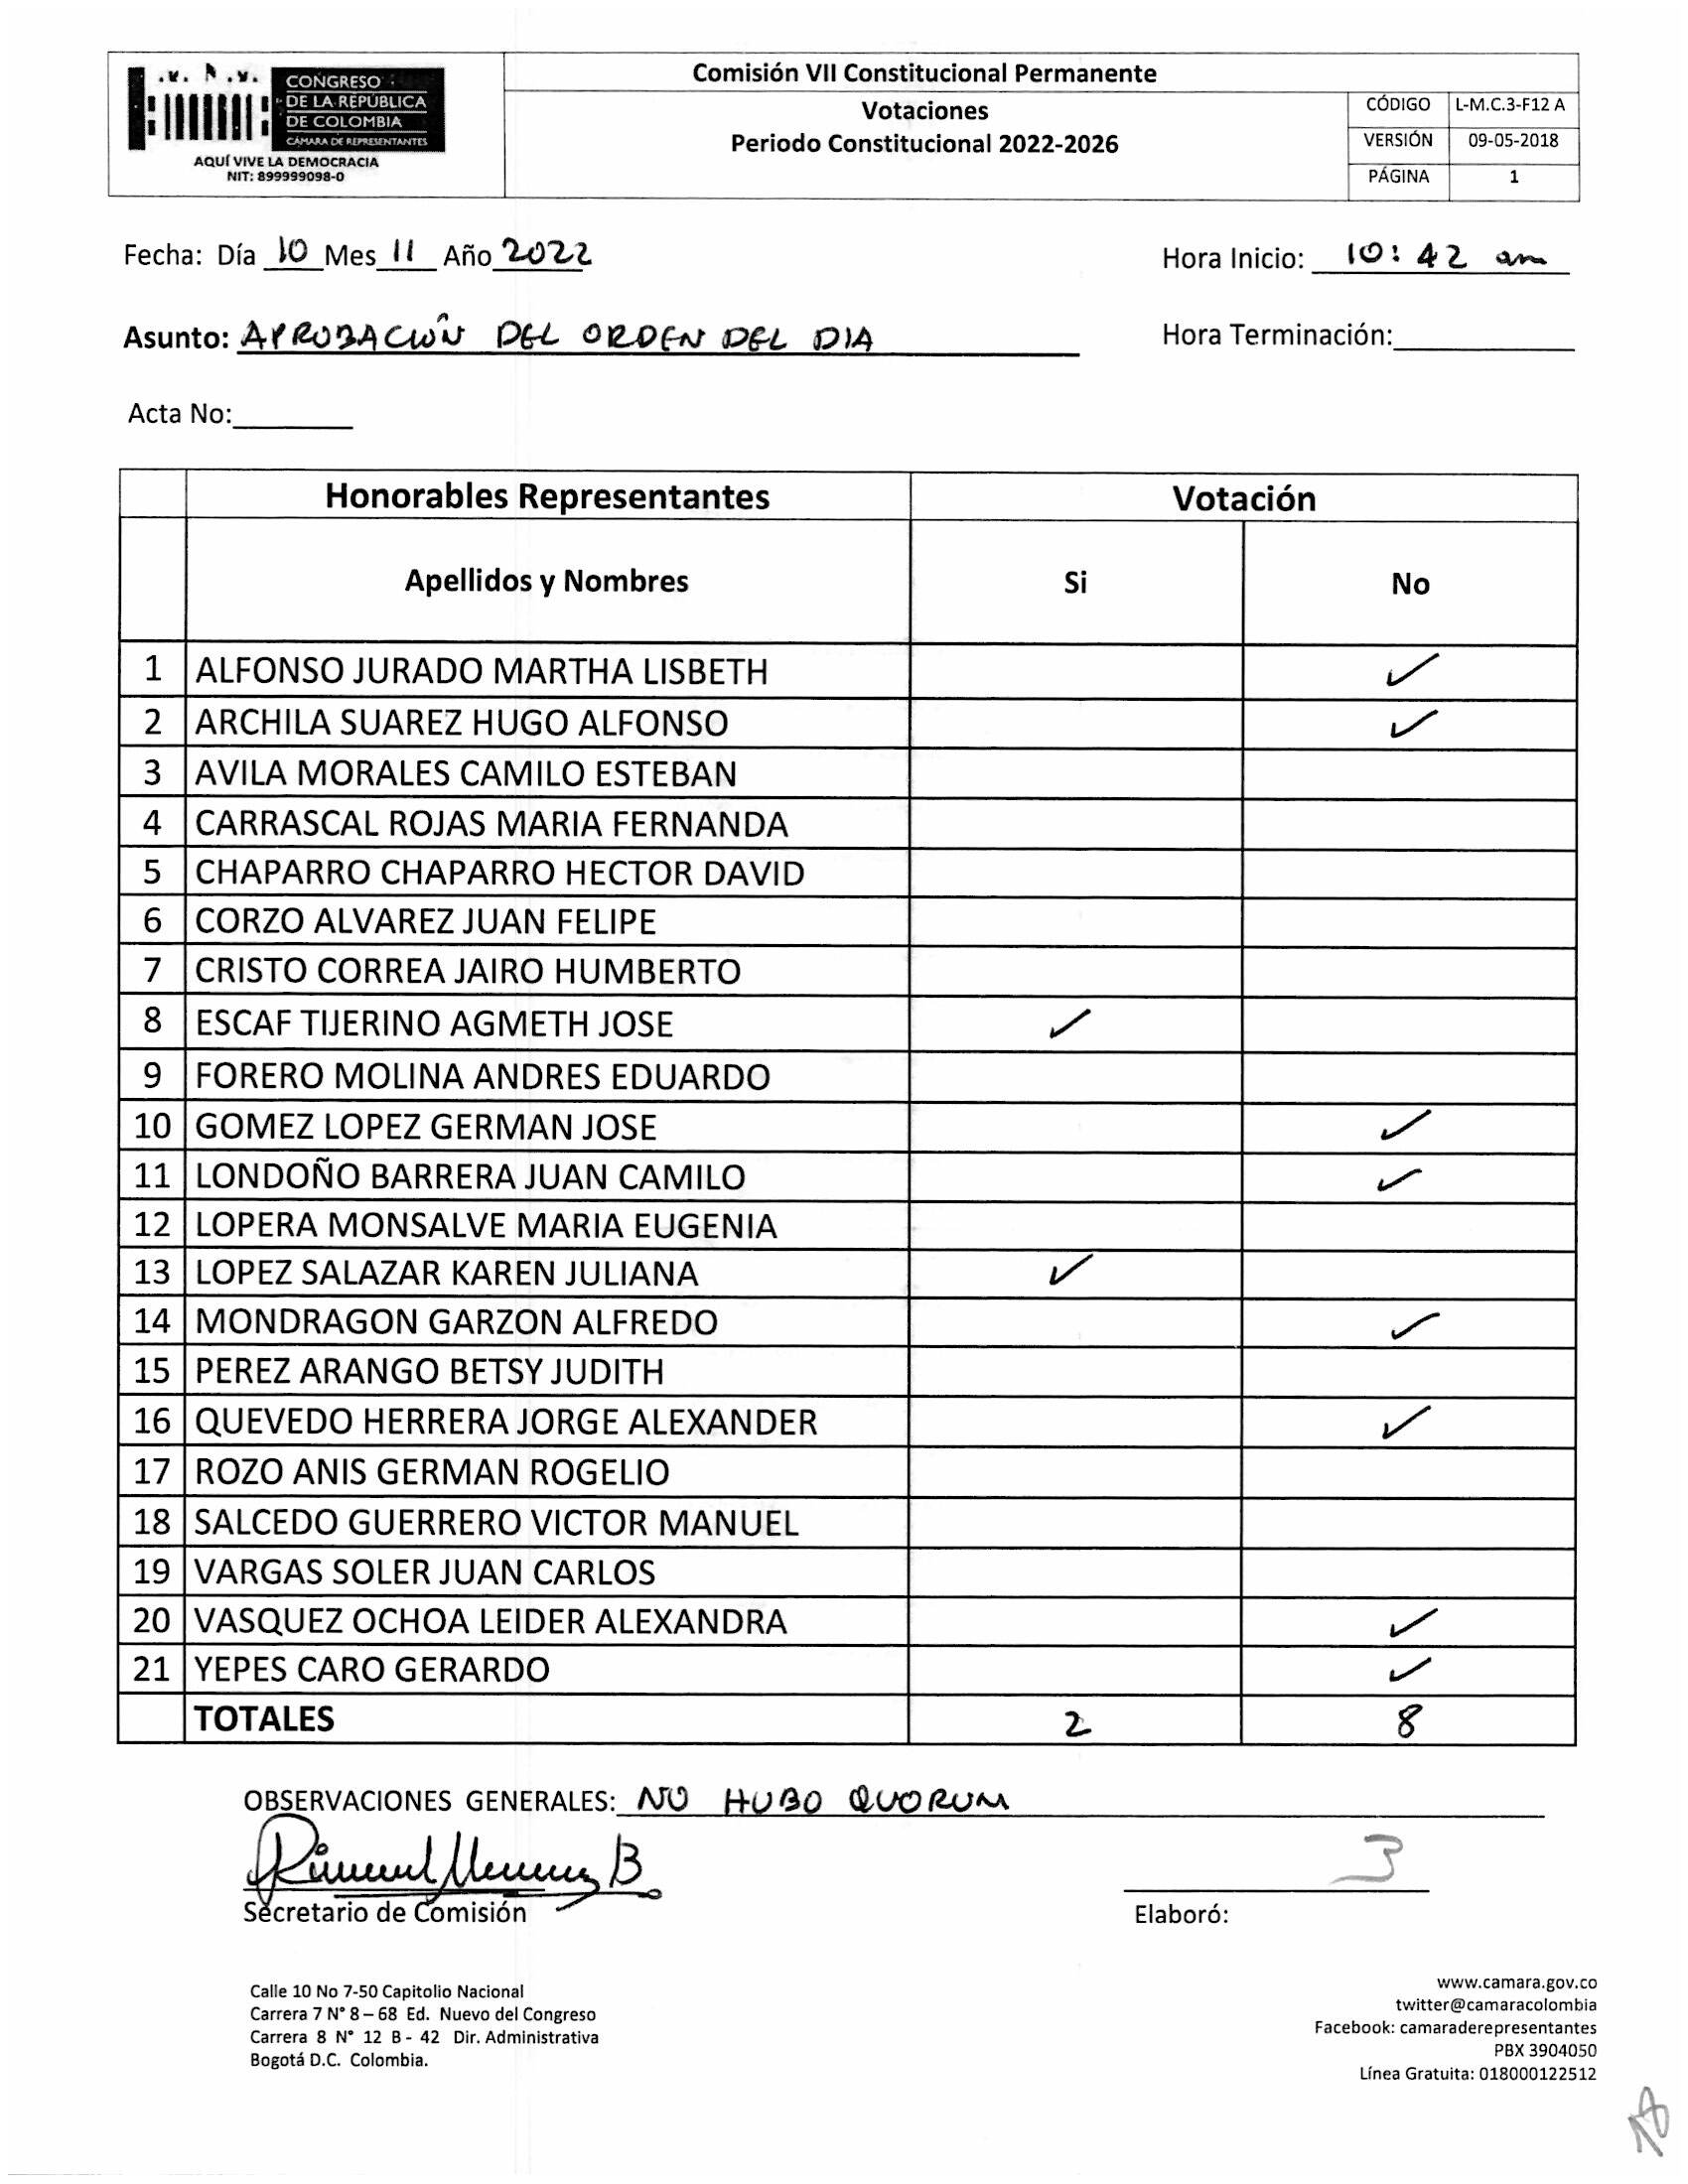 CONGRESO
DE LA REPÚBLICA
DE COLOMBIA
CÁMARA DE REPRESENTANTES
AQUÍ VIVE LA DEMOCRACIA
NIT: 899999098-0
Comisión VII Constitucional Permanente
Votaciones
Periodo Constitucional 2022-2026
CÓDIGO L-M.C.3-F12 A
VERSIÓN 09-05-2018
PÁGINA 1
Fecha: Día 10 Mes 11 Año 2022
Hora Inicio: 10:42 am
Asunto: APROBACIÓN DEL ORDEN DEL DIA
Hora Terminación:
Acta No:
Honorables Representantes Votación
Apellidos y Nombres Si No
1 ALFONSO JURADO MARTHA LISBETH ✓
2 ARCHILA SUAREZ HUGO ALFONSO ✓
3 AVILA MORALES CAMILO ESTEBAN
4 CARRASCAL ROJAS MARIA FERNANDA
5 CHAPARRO CHAPARRO HECTOR DAVID
6 CORZO ALVAREZ JUAN FELIPE
7 CRISTO CORREA JAIRO HUMBERTO
8 ESCAF TIJERINO AGMETH JOSE ✓
9 FORERO MOLINA ANDRES EDUARDO
10 GOMEZ LOPEZ GERMAN JOSE ✓
11 LONDOÑO BARRERA JUAN CAMILO ✓
12 LOPERA MONSALVE MARIA EUGENIA
13 LOPEZ SALAZAR KAREN JULIANA ✓
14 MONDRAGON GARZON ALFREDO ✓
15 PEREZ ARANGO BETSY JUDITH
16 QUEVEDO HERRERA JORGE ALEXANDER ✓
17 ROZO ANIS GERMAN ROGELIO
18 SALCEDO GUERRERO VICTOR MANUEL
19 VARGAS SOLER JUAN CARLOS
20 VASQUEZ OCHOA LEIDER ALEXANDRA ✓
21 YEPES CARO GERARDO ✓
TOTALES 2 8
OBSERVACIONES GENERALES: NO HUBO QUORUM
Secretario de Comisión
Elaboró:
Calle 10 No 7-50 Capitolio Nacional
Carrera 7 N° 8 – 68 Ed. Nuevo del Congreso
Carrera 8 N° 12 B - 42 Dir. Administrativa
Bogotá D.C. Colombia.
www.camara.gov.co
twitter@camaracolombia
Facebook: camaraderepresentantes
PBX 3904050
Línea Gratuita: 018000122512